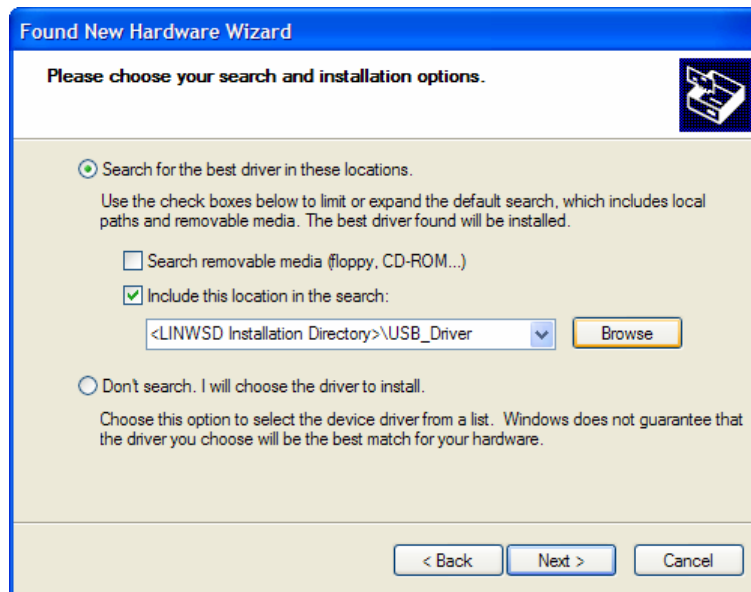 Found New Hardware Wizard
Please choose your search and installation options.
Search for the best driver in these locations.
Use the check boxes below to limit or expand the default search, which includes local
paths and removable media. The best driver found will be installed.
Search removable media (floppy, CD-ROM...)
Include this location in the search:
<LINWSD Installation Directory>\USB_Driver
Browse
Don't search. I will choose the driver to install.
Choose this option to select the device driver from a list. Windows does not guarantee that
the driver you choose will be the best match for your hardware.
< Back
Next >
Cancel